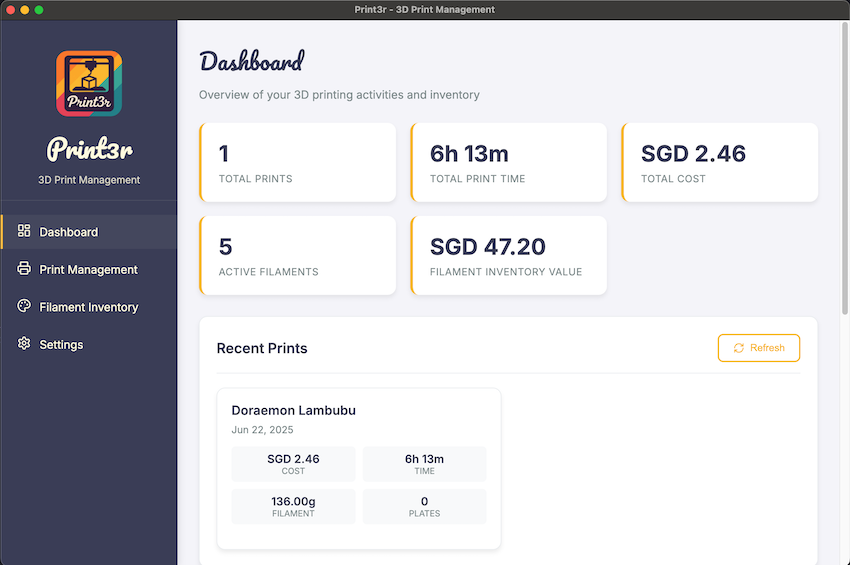 Print3r - 3D Print Management
Print3r
Print3r
3D Print Management
Dashboard
Print Management
Filament Inventory
Settings
Dashboard
Overview of your 3D printing activities and inventory
1
TOTAL PRINTS
6h 13m
TOTAL PRINT TIME
SGD 2.46
TOTAL COST
5
ACTIVE FILAMENTS
SGD 47.20
FILAMENT INVENTORY VALUE
Recent Prints
Refresh
Doraemon Lambubu
Jun 22, 2025
SGD 2.46
COST
6h 13m
TIME
136.00g
FILAMENT
0
PLATES